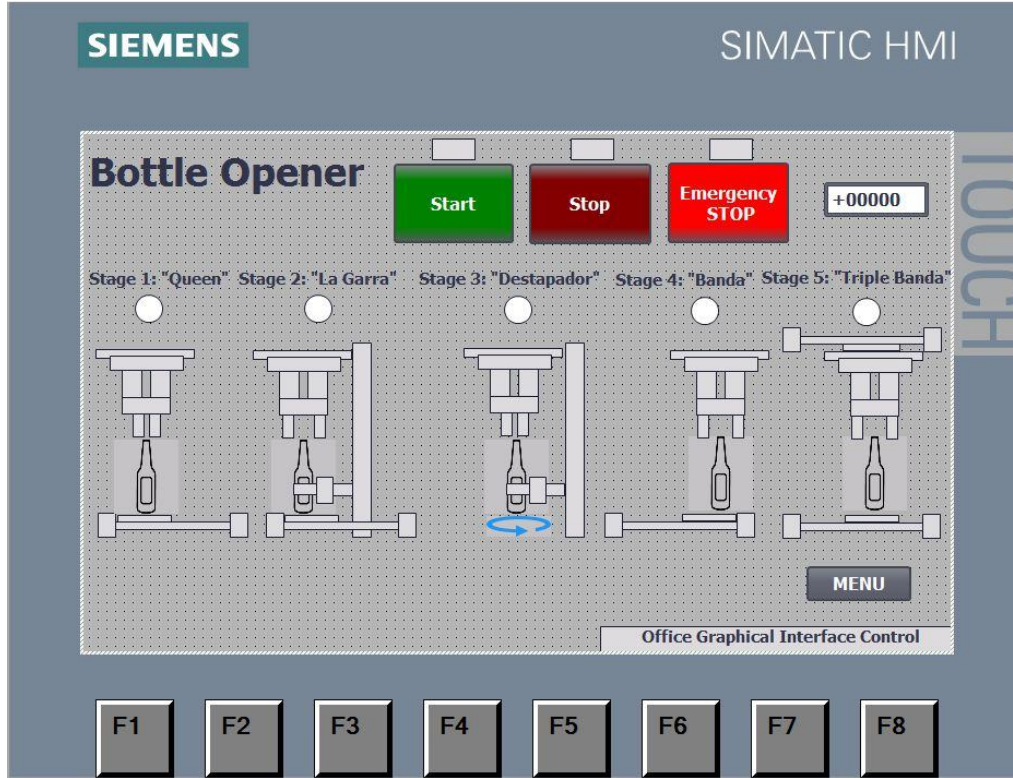 SIEMENS
SIMATIC HMI
TOUCH
Bottle Opener
Start
Stop
Emergency
STOP
+00000
Stage 1: "Queen"
Stage 2: "La Garra"
Stage 3: "Destapador"
Stage 4: "Banda"
Stage 5: "Triple Banda"
MENU
Office Graphical Interface Control
F1
F2
F3
F4
F5
F6
F7
F8